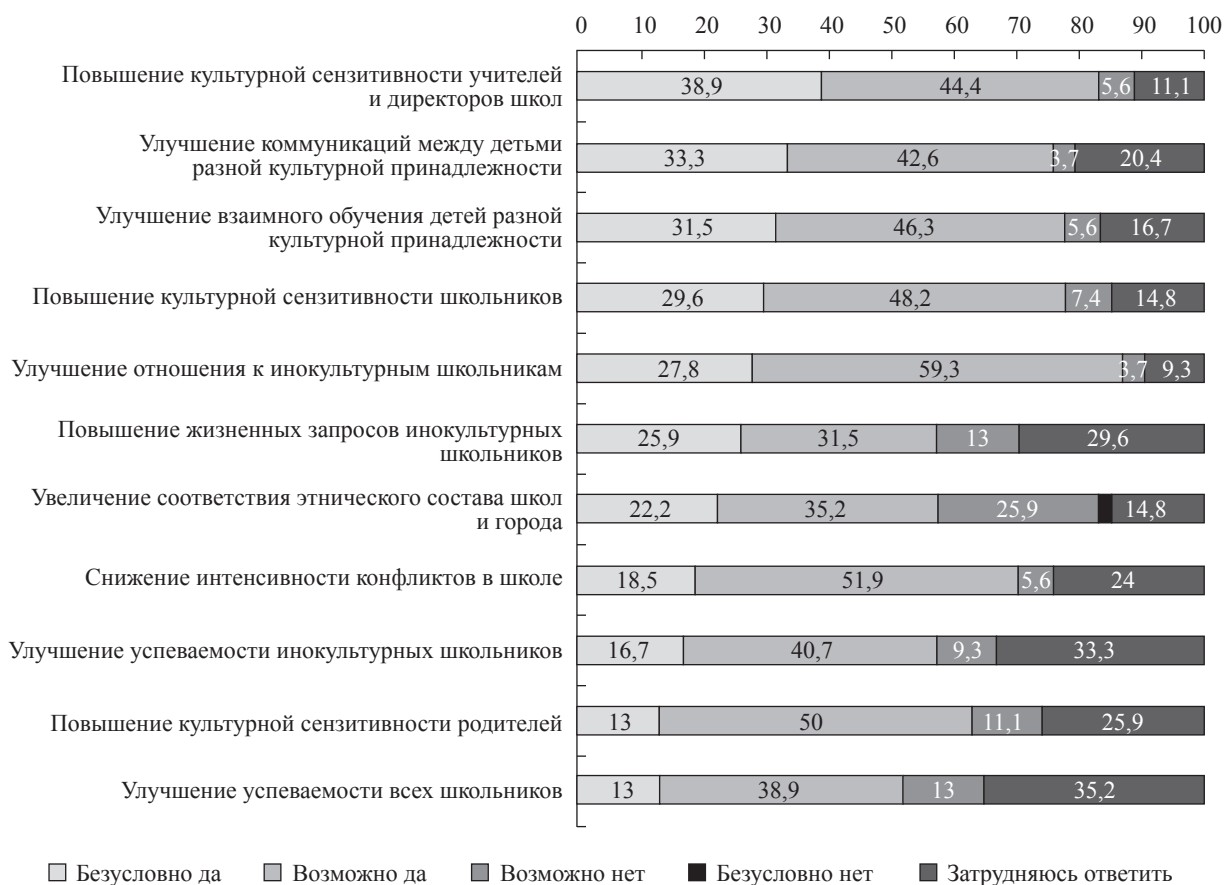 0 10 20 30 40 50 60 70 80 90 100
Повышение культурной сензитивности учителей
и директоров школ
38,9 44,4 5,6 11,1
Улучшение коммуникаций между детьми
разной культурной принадлежности
33,3 42,6 3,7 20,4
Улучшение взаимного обучения детей разной
культурной принадлежности
31,5 46,3 5,6 16,7
Повышение культурной сензитивности школьников
29,6 48,2 7,4 14,8
Улучшение отношения к инокультурным школьникам
27,8 59,3 3,7 9,3
Повышение жизненных запросов инокультурных
школьников
25,9 31,5 13 29,6
Увеличение соответствия этнического состава школ
и города
22,2 35,2 25,9 14,8
Снижение интенсивности конфликтов в школе
18,5 51,9 5,6 24
Улучшение успеваемости инокультурных школьников
16,7 40,7 9,3 33,3
Повышение культурной сензитивности родителей
13 50 11,1 25,9
Улучшение успеваемости всех школьников
13 38,9 13 35,2
Безусловно да Возможно да Возможно нет Безусловно нет Затрудняюсь ответить